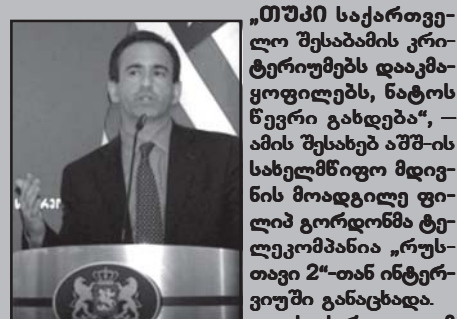 „თუკი საქართვე-
ლო შესაბამის კრი-
ტერიუმებს დააკმა-
ყოფილებს, ნატოს
წევრი გახდება“, —
ამის შესახებ აშშ-ის
სახელმწიფო მდივ-
ნის მოადგილე ფი-
ლიპ გორდონმა ტე-
ლეკომპანია „რუს-
თავი 2“-თან ინტერ-
ვიუში განაცხადა.